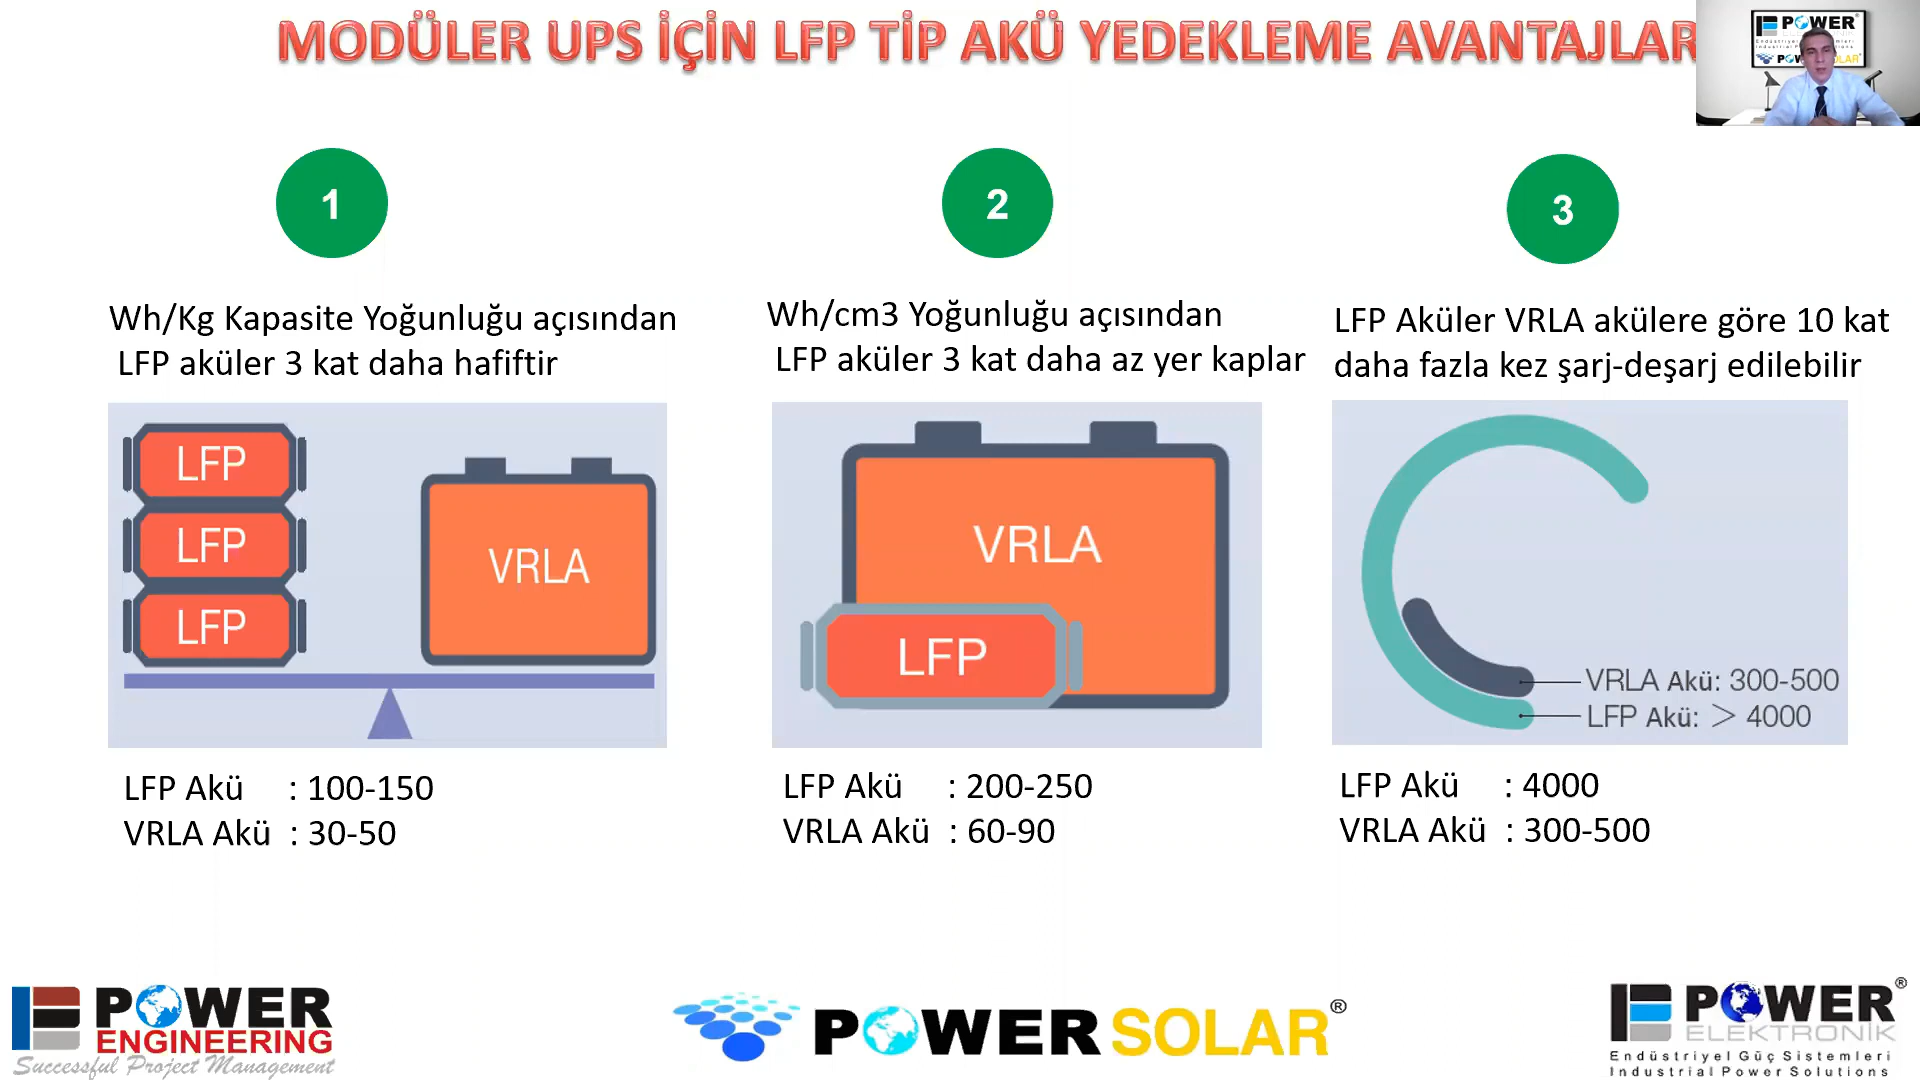 MODÜLER UPS İÇİN LFP TİP AKÜ YEDEKLEME AVANTAJLAR
POWER
POWER SOLAR
1
2
3
Wh/Kg Kapasite Yoğunluğu açısından
LFP aküler 3 kat daha hafiftir
Wh/cm3 Yoğunluğu açısından
LFP aküler 3 kat daha az yer kaplar
LFP Aküler VRLA akülere göre 10 kat
daha fazla kez şarj-deşarj edilebilir
LFP
LFP
LFP
VRLA
VRLA
LFP
VRLA Akü: 300-500
LFP Akü: > 4000
LFP Akü : 100-150
VRLA Akü : 30-50
LFP Akü : 200-250
VRLA Akü : 60-90
LFP Akü : 4000
VRLA Akü : 300-500
POWER
ENGINEERING
Successful Project Management
POWER SOLAR®
POWER®
ELEKTRONİK
Endüstriyel Güç Sistemleri
Industrial Power Solutions